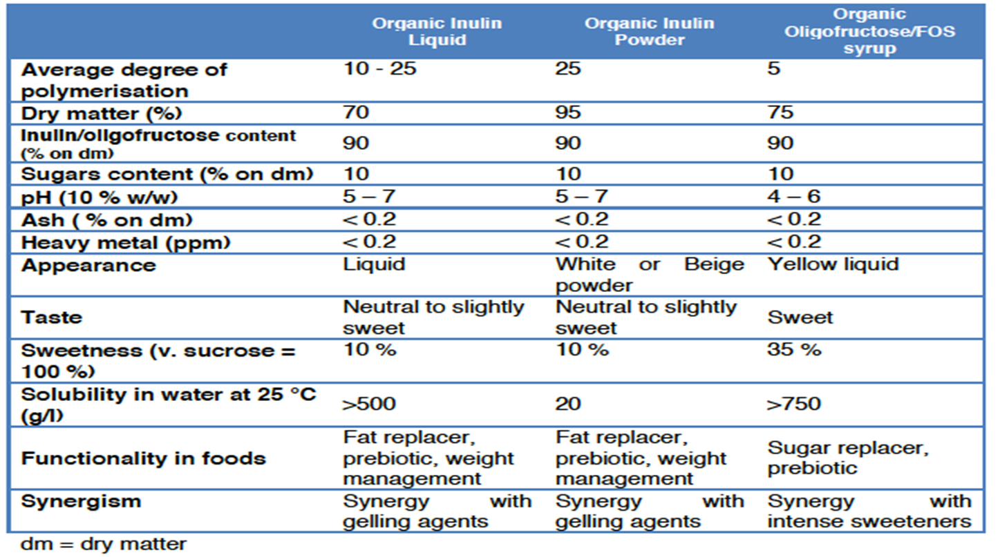 Organic Inulin Liquid Organic Inulin Powder Organic Oligofructose/FOS syrup
Average degree of polymerisation 10 - 25 25 5
Dry matter (%) 70 95 75
Inulin/oligofructose content (% on dm) 90 90 90
Sugars content (% on dm) 10 10 10
pH (10 % w/w) 5 – 7 5 – 7 4 – 6
Ash ( % on dm) < 0.2 < 0.2 < 0.2
Heavy metal (ppm) < 0.2 < 0.2 < 0.2
Appearance Liquid White or Beige powder Yellow liquid
Taste Neutral to slightly sweet Neutral to slightly sweet Sweet
Sweetness (v. sucrose = 100 %) 10 % 10 % 35 %
Solubility in water at 25 °C (g/l) >500 20 >750
Functionality in foods Fat replacer, prebiotic, weight management Fat replacer, prebiotic, weight management Sugar replacer, prebiotic
Synergism Synergy with gelling agents Synergy with gelling agents Synergy with intense sweeteners
dm = dry matter